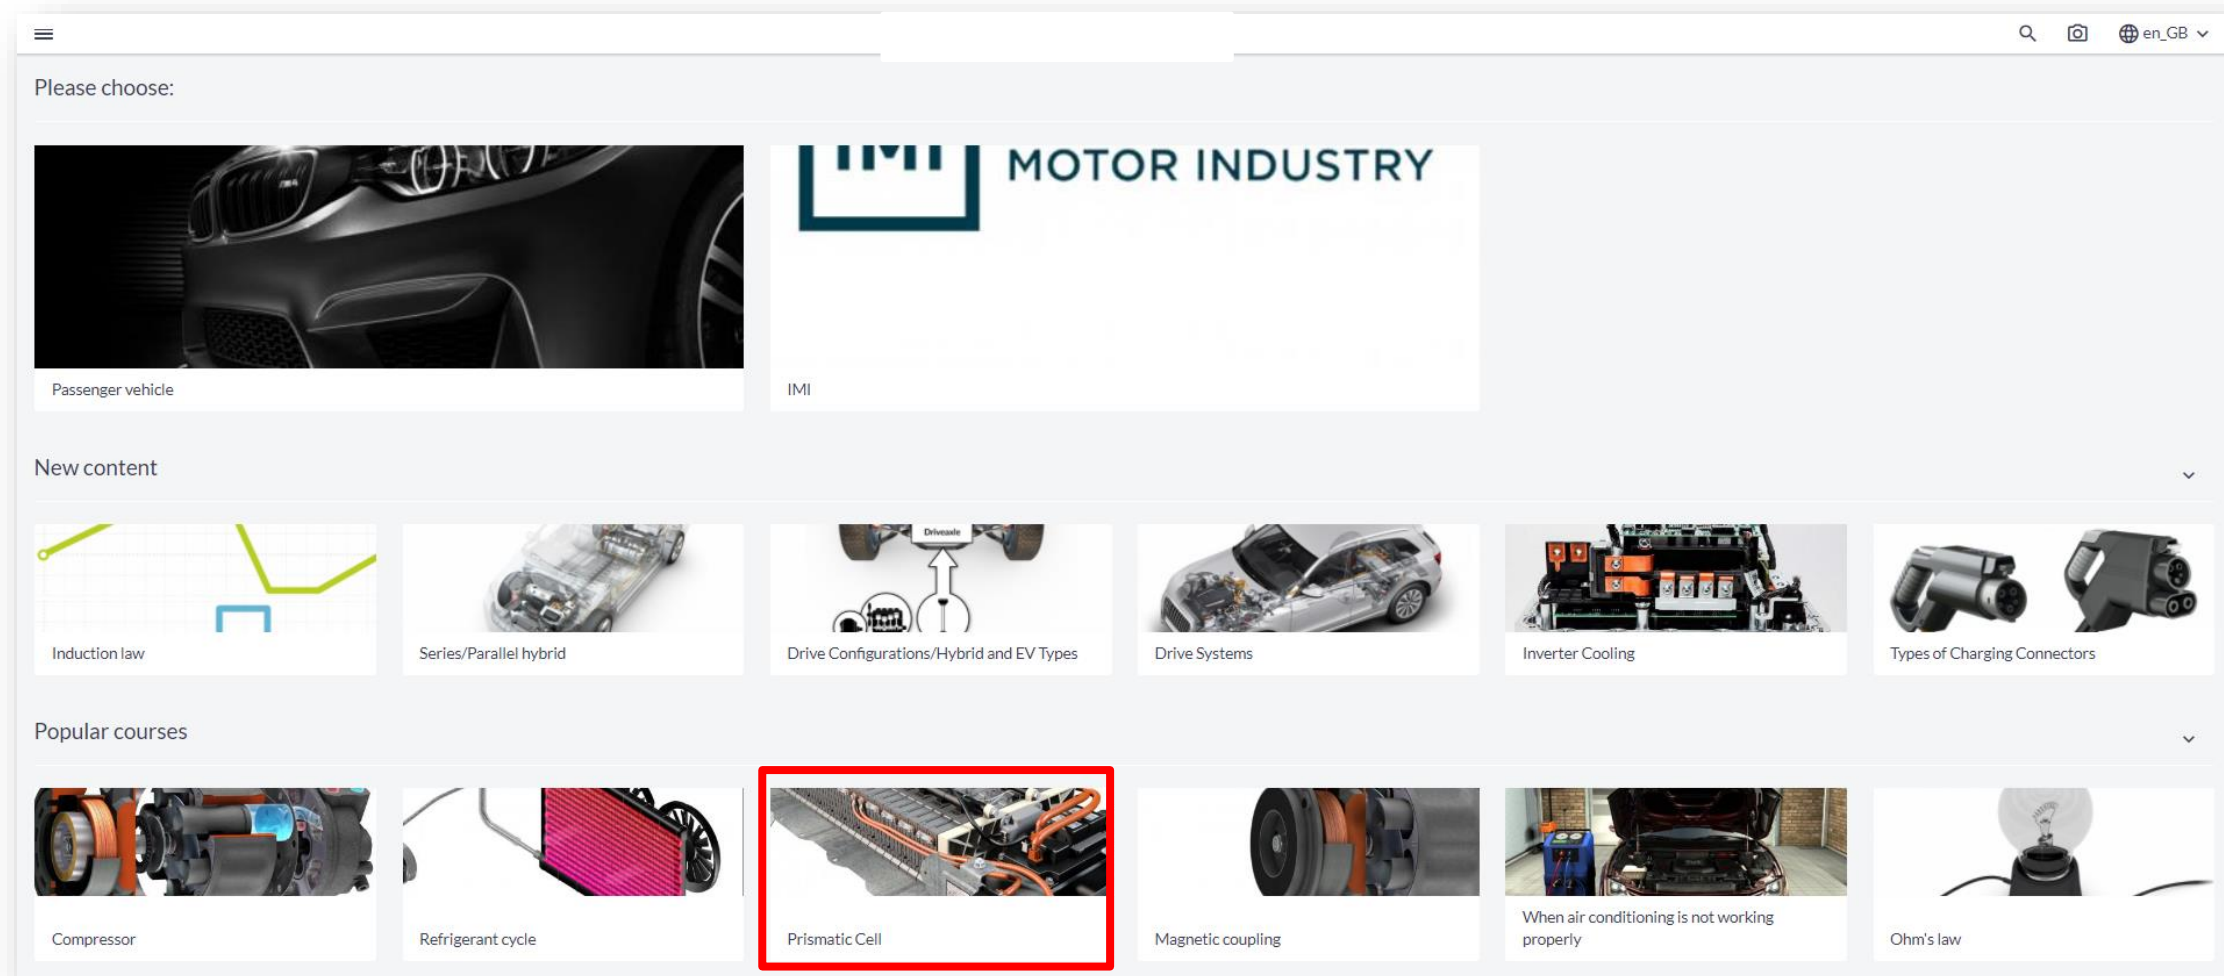 en_GB
Please choose:
IMI
MOTOR INDUSTRY
Passenger vehicle
IMI
New content
Driveaxle
Induction law
Series/Parallel hybrid
Drive Configurations/Hybrid and EV Types
Drive Systems
Inverter Cooling
Types of Charging Connectors
Popular courses
Compressor
Refrigerant cycle
Prismatic Cell
Magnetic coupling
When air conditioning is not working
properly
Ohm's law